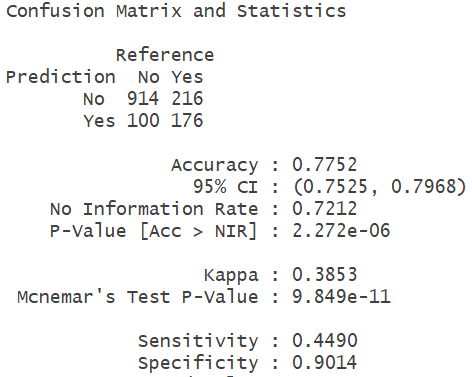 Confusion Matrix and Statistics
Reference
Prediction No Yes
No 914 216
Yes 100 176
Accuracy : 0.7752
95% CI : (0.7525, 0.7968)
No Information Rate : 0.7212
P-Value [Acc > NIR] : 2.272e-06
Kappa : 0.3853
Mcnemar's Test P-Value : 9.849e-11
Sensitivity : 0.4490
Specificity : 0.9014